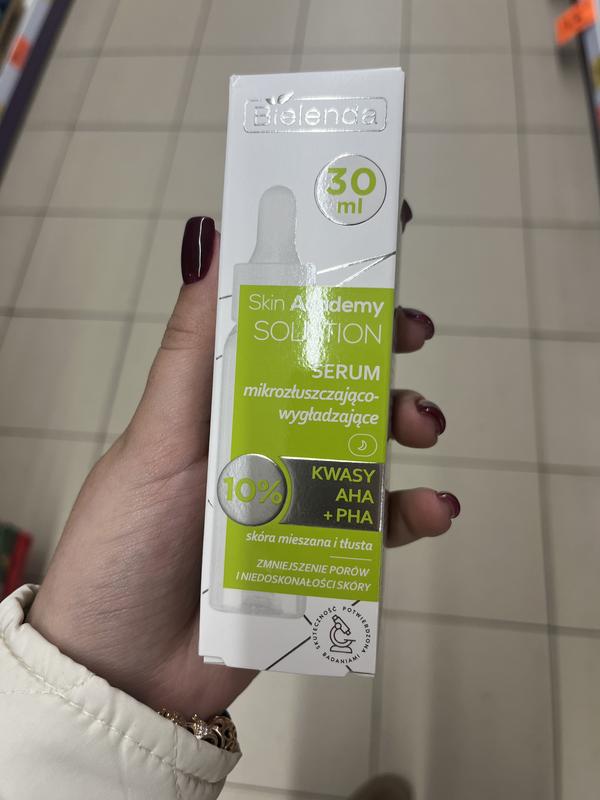 Bielenda
30
ml
Skin Academy
SOLUTION
SERUM
mikrozłuszczająco-
wygładzające
10%
KWASY
AHA
+PHA
skóra mieszana i tłusta
ZMNIEJSZENIE PORÓW
I NIEDOSKONAŁOŚCI SKÓRY
SKUTECZNOŚĆ POTWIERDZONA BADANIAMI